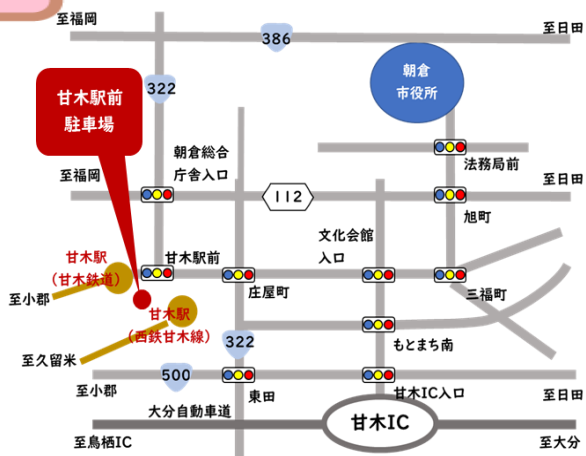 至福岡
至日田
386
322
朝倉
市役所
甘木駅前
駐車場
朝倉総合
庁舎入口
法務局前
至福岡
至日田
112
旭町
文化会館
入口
甘木駅
(甘木鉄道)
甘木駅前
庄屋町
三福町
至小郡
甘木駅
(西鉄甘木線)
322
もとまち南
至久留米
500
至小郡
東田
甘木IC入口
至日田
大分自動車道
甘木IC
至鳥栖IC
至大分